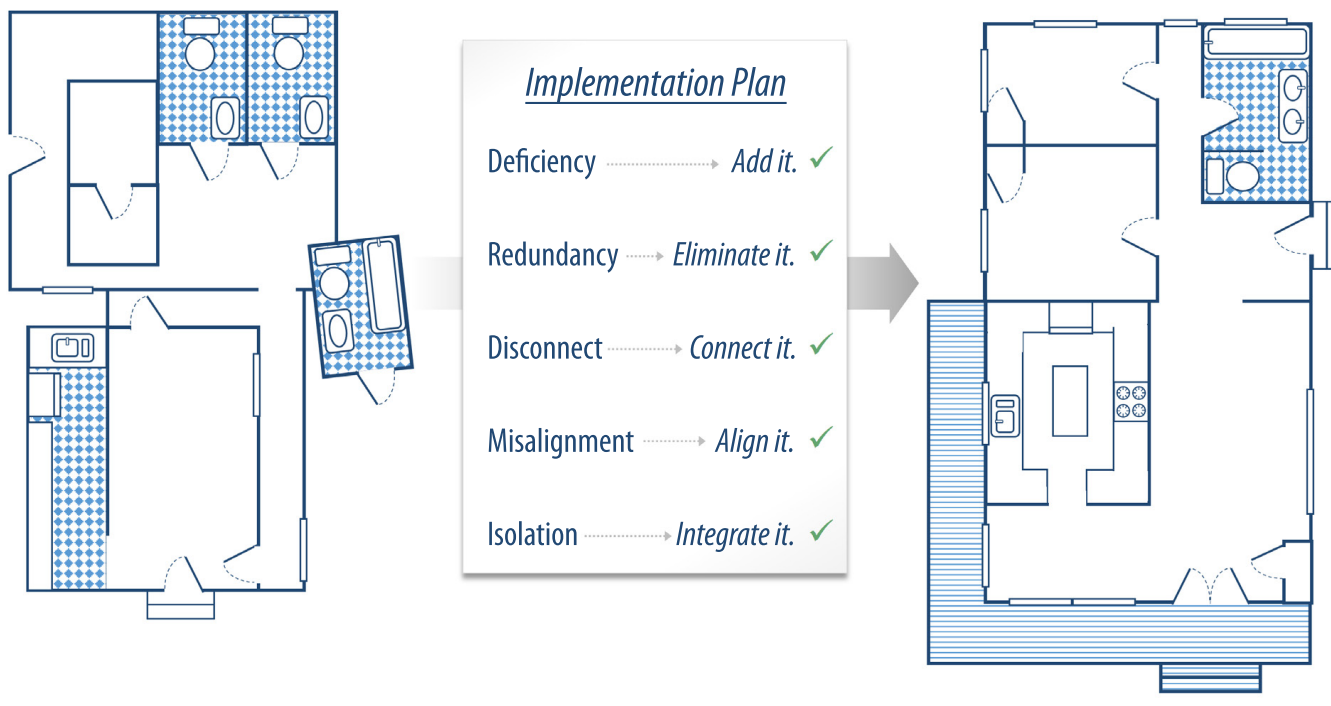 Implementation Plan
Deficiency Add it. ✓
Redundancy Eliminate it. ✓
Disconnect Connect it. ✓
Misalignment Align it. ✓
Isolation Integrate it. ✓